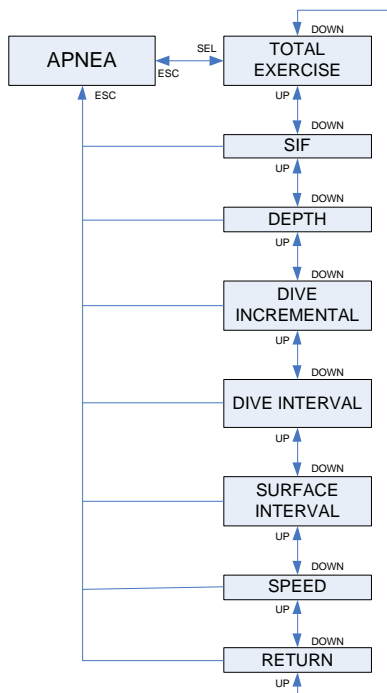 DOWN
APNEA
SEL
ESC
TOTAL
EXERCISE
ESC
UP
DOWN
SIF
UP
DOWN
DEPTH
UP
DOWN
DIVE
INCREMENTAL
UP
DOWN
DIVE INTERVAL
UP
DOWN
SURFACE
INTERVAL
UP
DOWN
SPEED
UP
DOWN
RETURN
UP